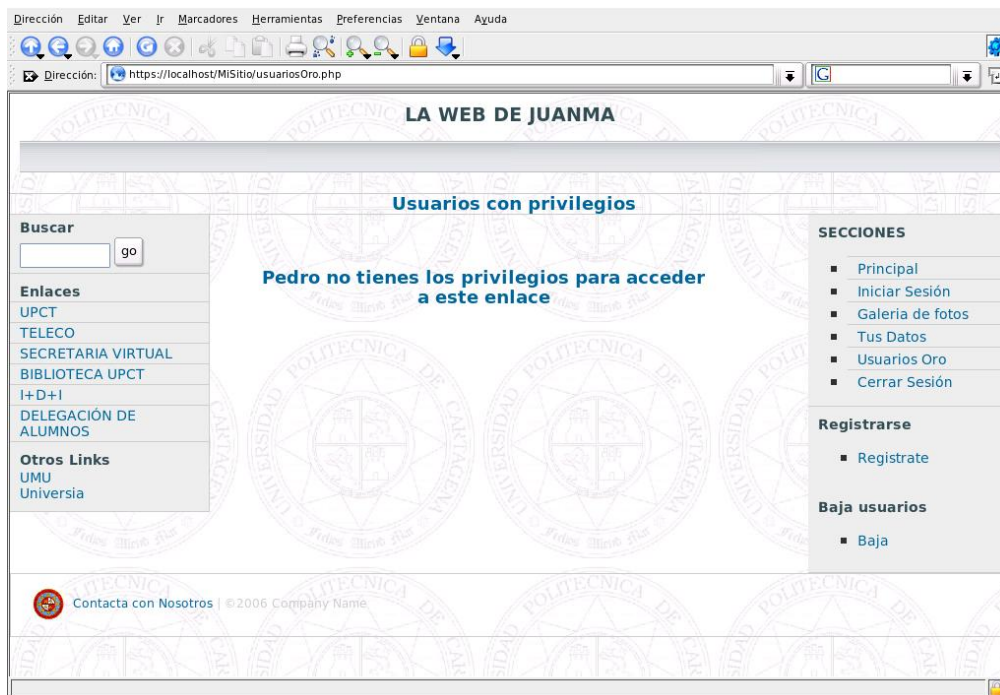 Dirección Editar Ver Ir Marcadores Herramientas Preferencias Ventana Ayuda
Dirección: https://localhost/MiSitio/usuariosOro.php
LA WEB DE JUANMA
Usuarios con privilegios
Buscar
go
Enlaces
UPCT
TELECO
SECRETARIA VIRTUAL
BIBLIOTECA UPCT
I+D+I
DELEGACIÓN DE
ALUMNOS
Otros Links
UMU
Universia
Pedro no tienes los privilegios para acceder
a este enlace
SECCIONES
Principal
Iniciar Sesión
Galeria de fotos
Tus Datos
Usuarios Oro
Cerrar Sesión
Registrarse
Registrate
Baja usuarios
Baja
Contacta con Nosotros | ©2006 Company Name